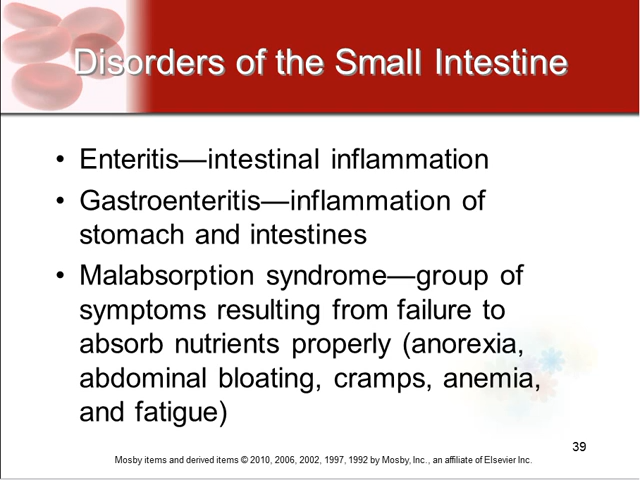 Disorders of the Small Intestine
• Enteritis—intestinal inflammation
• Gastroenteritis—inflammation of
stomach and intestines
• Malabsorption syndrome—group of
symptoms resulting from failure to
absorb nutrients properly (anorexia,
abdominal bloating, cramps, anemia,
and fatigue)
39
Mosby items and derived items © 2010, 2006, 2002, 1997, 1992 by Mosby, Inc., an affiliate of Elsevier Inc.